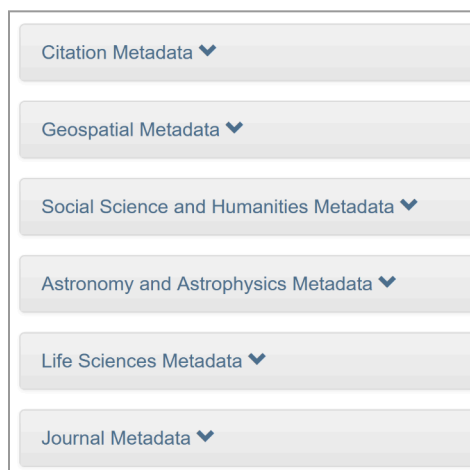 Citation Metadata
Geospatial Metadata
Social Science and Humanities Metadata
Astronomy and Astrophysics Metadata
Life Sciences Metadata
Journal Metadata